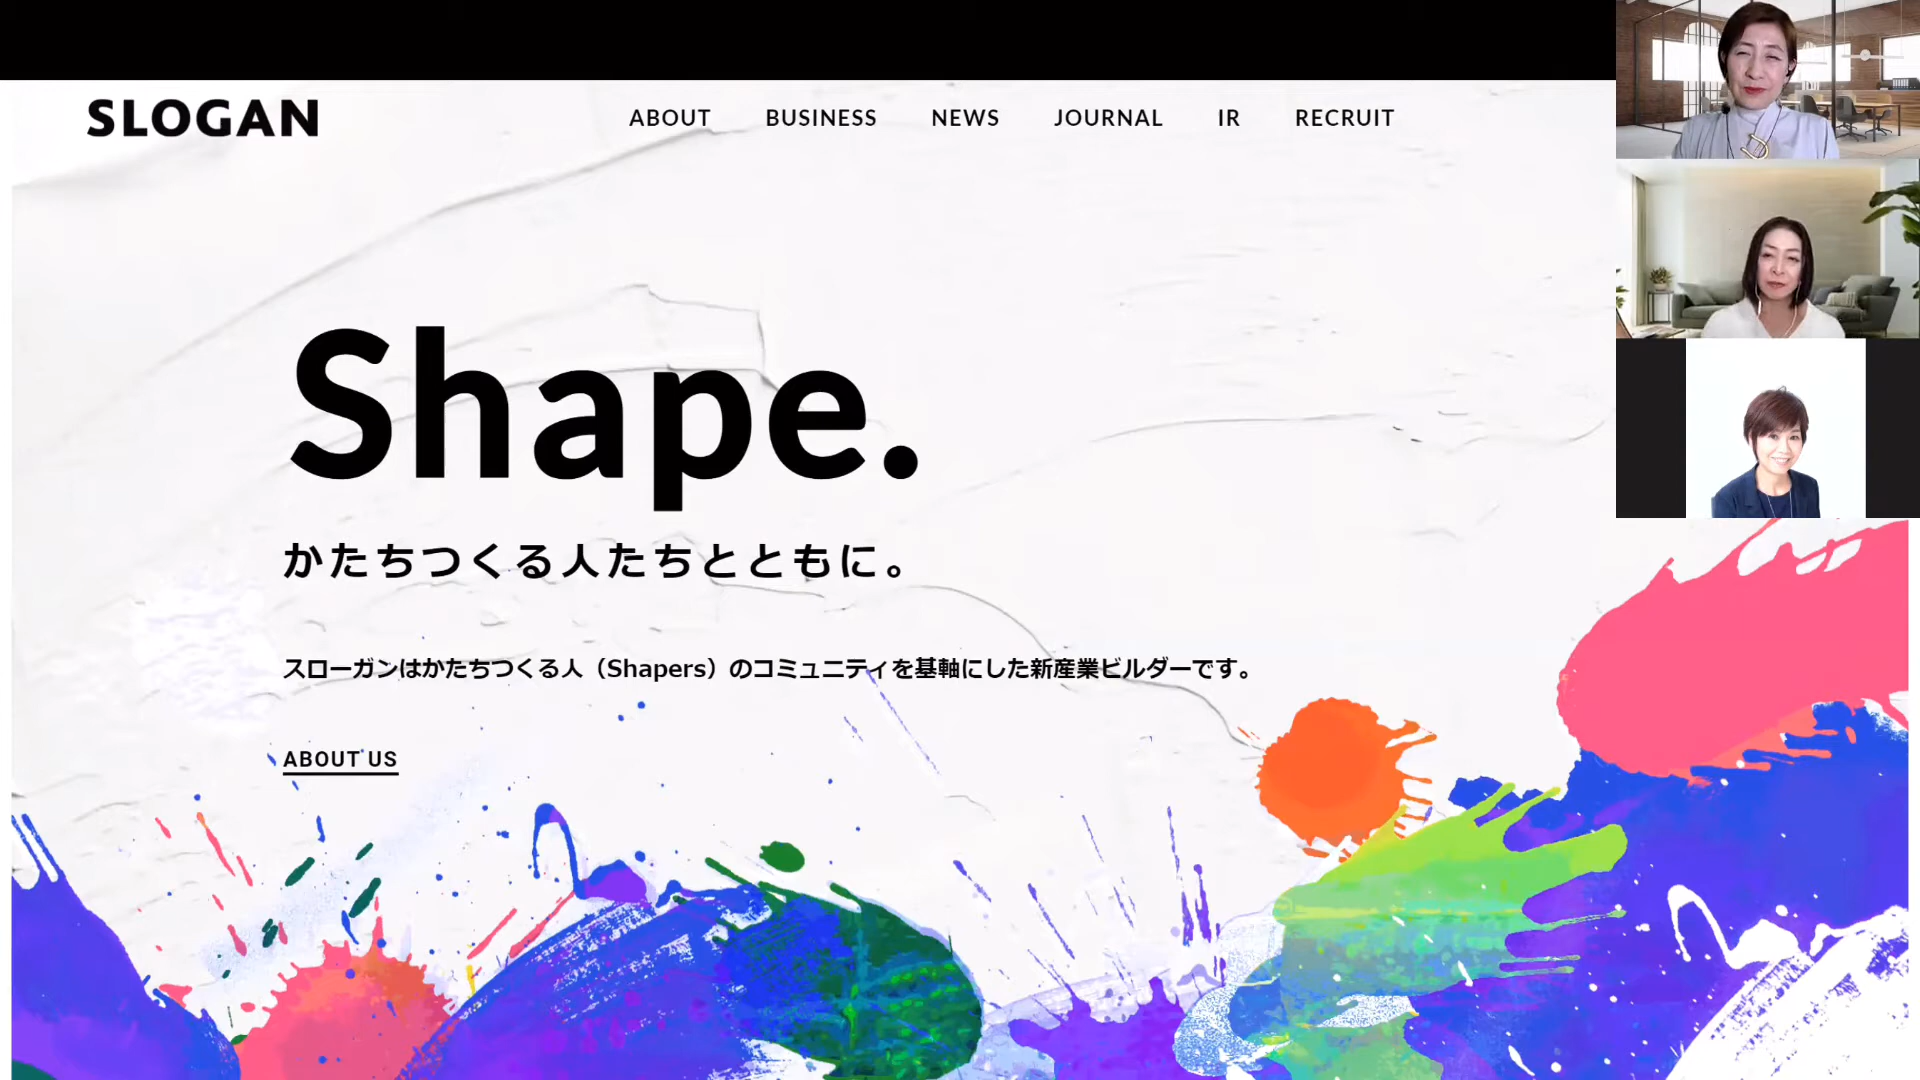 SLOGAN
ABOUT BUSINESS NEWS JOURNAL IR RECRUIT
Shape.
かたちつくる人たちとともに。
スローガンはかたちつくる人（Shapers）のコミュニティを基軸にした新産業ビルダーです。
ABOUT US